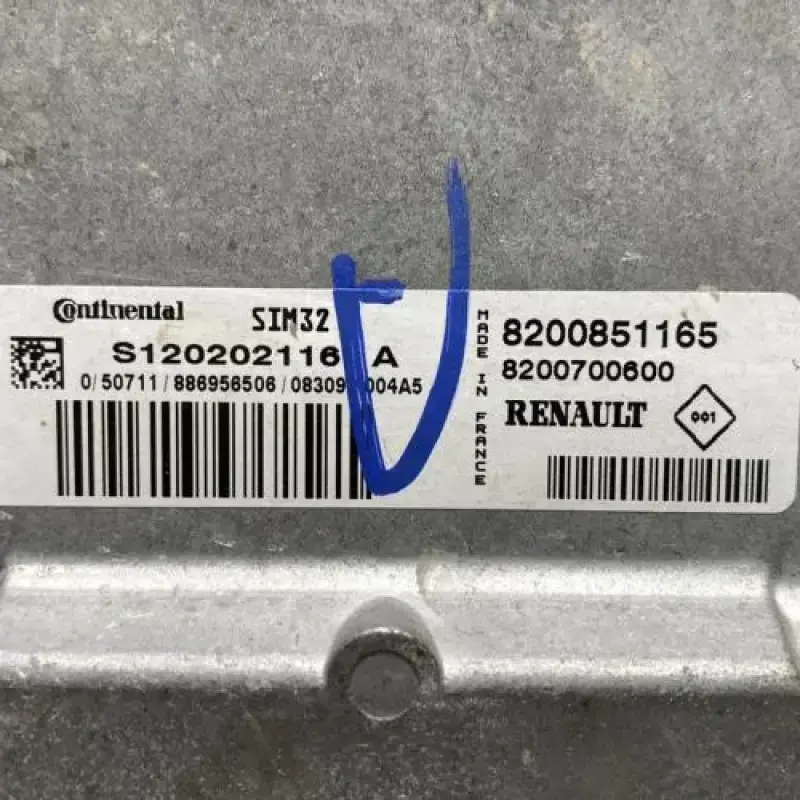 Continental
SIM32
S120202116 A
0/50711/886956506/08309 004A5
MADE IN FRANCE
8200851165
8200700600
RENAULT
001